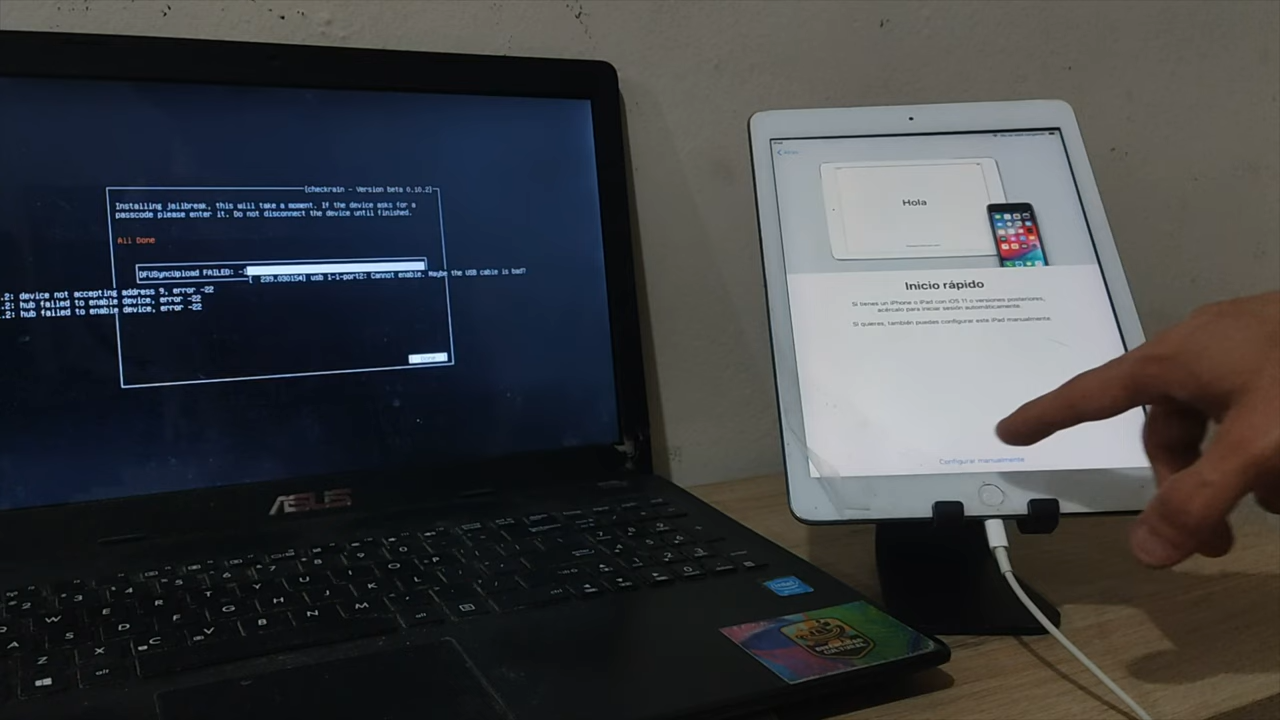 [checkra1n - Version beta 0.10.2]
Installing jailbreak, this will take a moment. If the device asks for a
passcode please enter it. Do not disconnect the device until finished.
All Done
DFUSyncUpload FAILED: -1
[ 239.030154] usb 1-1-port2: Cannot enable. Maybe the USB cable is bad?
.2: device not accepting address 9, error -22
.2: hub failed to enable device, error -22
.2: hub failed to enable device, error -22
ASUS
intel
Hola
Inicio rápido
Si tienes un iPhone o iPad con iOS 11 o versiones posteriores,
acércalo para iniciar sesión automáticamente.
Si quieres, también puedes configurar este iPad manualmente.
Configurar manualmente